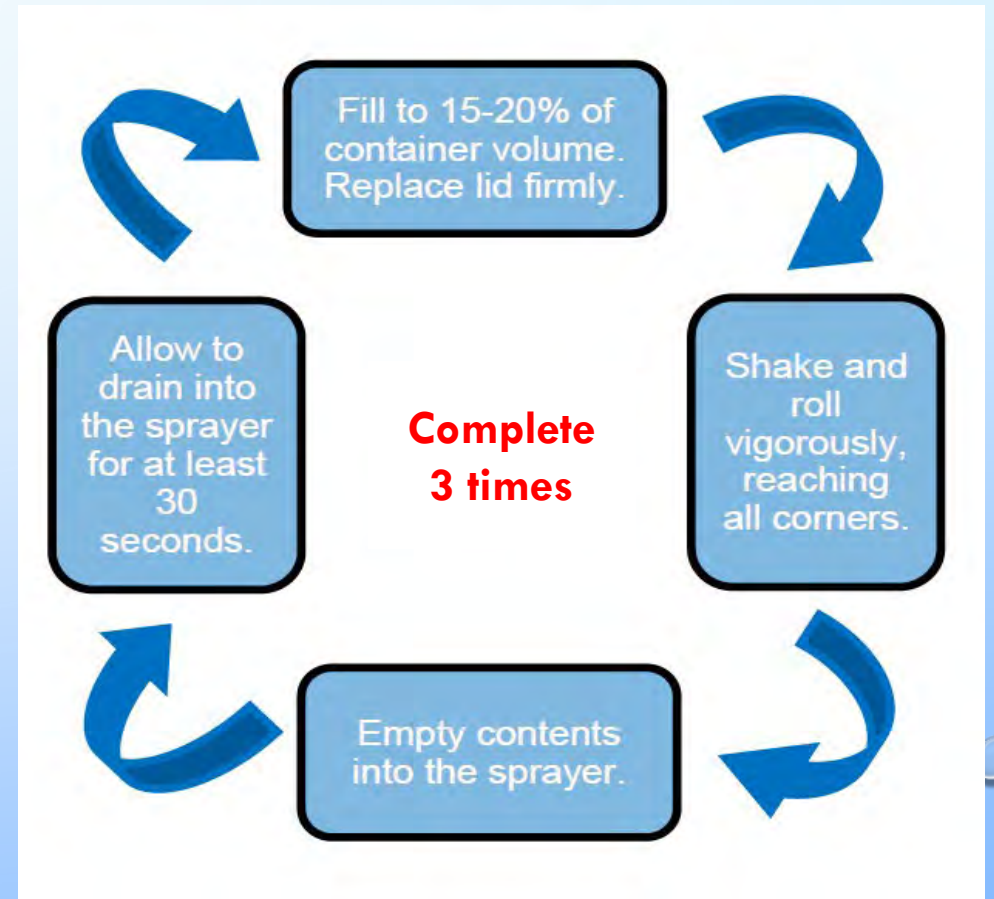 Fill to 15-20% of
container volume.
Replace lid firmly.
Shake and
roll
vigorously,
reaching
all corners.
Empty contents
into the sprayer.
Allow to
drain into
the sprayer
for at least
30
seconds.
Complete
3 times